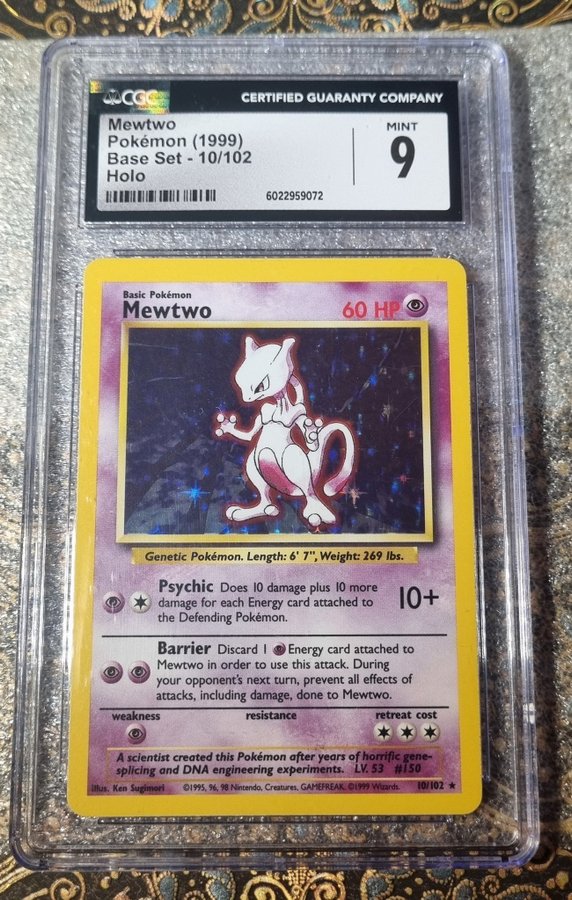 CGC
CERTIFIED GUARANTY COMPANY
Mewtwo
Pokémon (1999)
Base Set - 10/102
Holo
MINT
9
6022959072
Basic Pokémon
Mewtwo
60 HP
Genetic Pokémon. Length: 6' 7", Weight: 269 lbs.
Psychic Does 10 damage plus 10 more
damage for each Energy card attached to
the Defending Pokémon.
10+
Barrier Discard 1 Energy card attached to
Mewtwo in order to use this attack. During
your opponent's next turn, prevent all effects of
attacks, including damage, done to Mewtwo.
weakness
resistance
retreat cost
A scientist created this Pokémon after years of horrific gene-
splicing and DNA engineering experiments. LV. 53 #150
Illus. Ken Sugimori ©1995, 96, 98 Nintendo, Creatures, GAMEFREAK. ©1999 Wizards. 10/102 ★